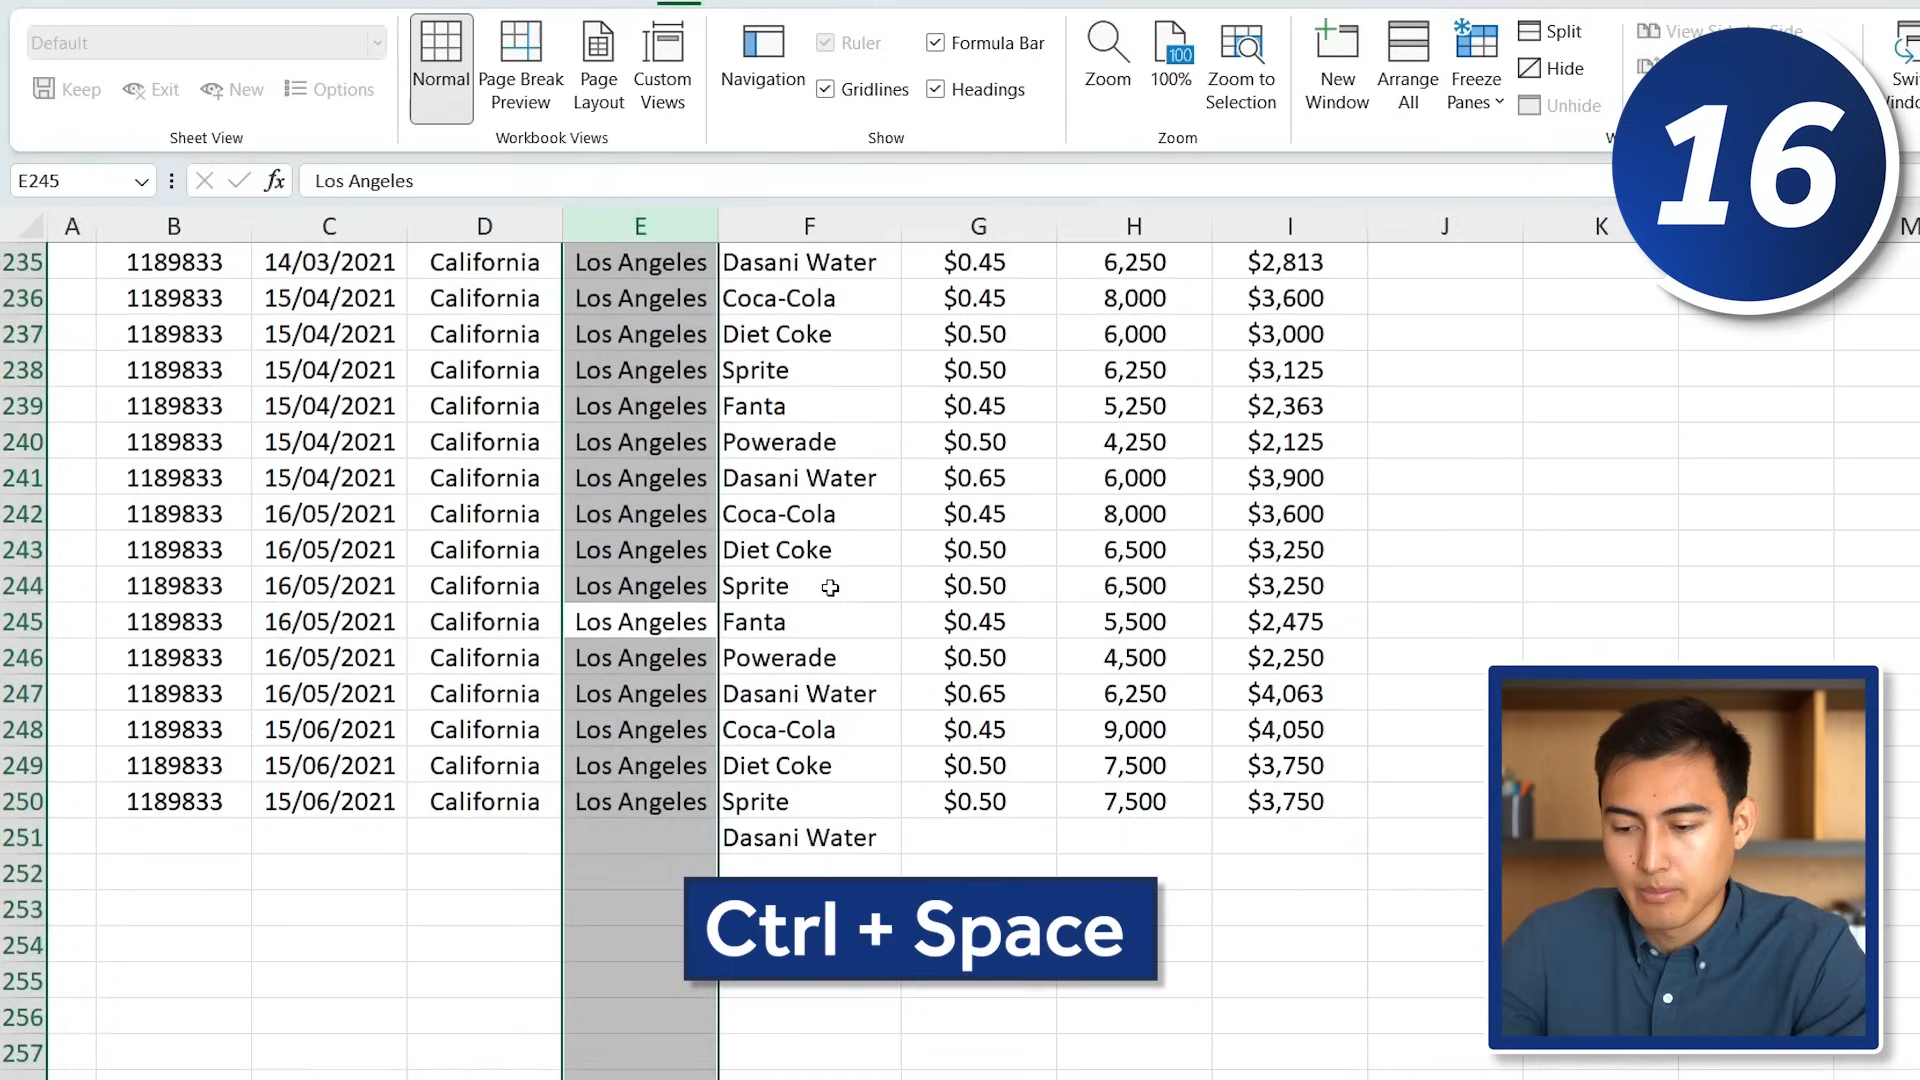 Default
Keep Exit New Options
Sheet View
Normal
Page Break Preview
Page Layout
Custom Views
Workbook Views
Navigation
Ruler
Formula Bar
Gridlines
Headings
Show
Zoom
100
100%
Zoom to Selection
Zoom
New Window
Arrange All
Freeze Panes
Split
Hide
Unhide
View Side by Side
16
E245 fx Los Angeles
A B C D E F G H I J K M
235 1189833 14/03/2021 California Los Angeles Dasani Water $0.45 6,250 $2,813
236 1189833 15/04/2021 California Los Angeles Coca-Cola $0.45 8,000 $3,600
237 1189833 15/04/2021 California Los Angeles Diet Coke $0.50 6,000 $3,000
238 1189833 15/04/2021 California Los Angeles Sprite $0.50 6,250 $3,125
239 1189833 15/04/2021 California Los Angeles Fanta $0.45 5,250 $2,363
240 1189833 15/04/2021 California Los Angeles Powerade $0.50 4,250 $2,125
241 1189833 15/04/2021 California Los Angeles Dasani Water $0.65 6,000 $3,900
242 1189833 16/05/2021 California Los Angeles Coca-Cola $0.45 8,000 $3,600
243 1189833 16/05/2021 California Los Angeles Diet Coke $0.50 6,500 $3,250
244 1189833 16/05/2021 California Los Angeles Sprite $0.50 6,500 $3,250
245 1189833 16/05/2021 California Los Angeles Fanta $0.45 5,500 $2,475
246 1189833 16/05/2021 California Los Angeles Powerade $0.50 4,500 $2,250
247 1189833 16/05/2021 California Los Angeles Dasani Water $0.65 6,250 $4,063
248 1189833 15/06/2021 California Los Angeles Coca-Cola $0.45 9,000 $4,050
249 1189833 15/06/2021 California Los Angeles Diet Coke $0.50 7,500 $3,750
250 1189833 15/06/2021 California Los Angeles Sprite $0.50 7,500 $3,750
251 Dasani Water
252
253
254
255
256
257
Ctrl + Space